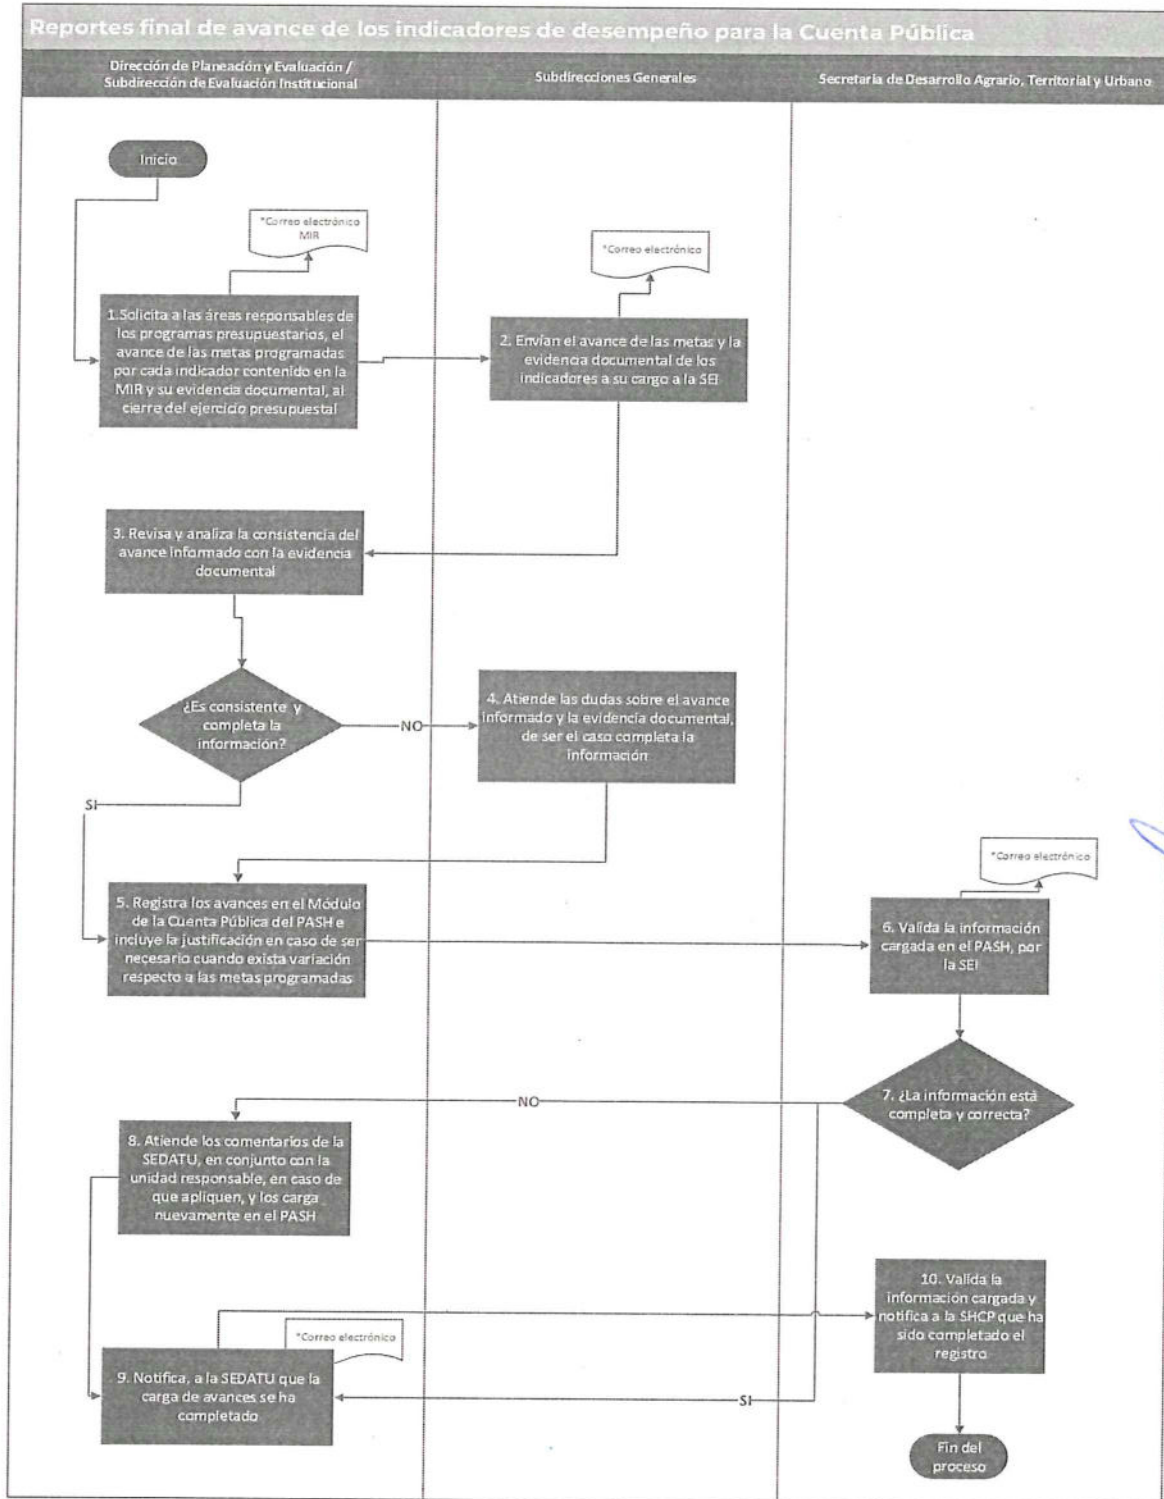 Reportes final de avance de los indicadores de desempeño para la Cuenta Pública
Dirección de Planeación y Evaluación /
Subdirección de Evaluación Institucional
Subdirecciones Generales
Secretaria de Desarrollo Agrario, Territorial y Urbano
Inicio
*Correo electrónico
MIR
*Correo electrónico
1.Solicita a las áreas responsables de
los programas presupuestarios, el
avance de las metas programadas
por cada indicador contenido en la
MIR y su evidencia documental, al
cierre del ejercicio presupuestal
2. Envían el avance de las metas y la
evidencia documental de los
indicadores a su cargo a la SEI
3. Revisa y analiza la consistencia del
avance informado con la evidencia
documental
¿Es consistente y
completa la
información?
NO
4. Atiende las dudas sobre el avance
informado y la evidencia documental,
de ser el caso completa la
información
SI
*Correo electrónico
5. Registra los avances en el Módulo
de la Cuenta Pública del PASH e
incluye la justificación en caso de ser
necesario cuando exista variación
respecto a las metas programadas
6. Valida la información
cargada en el PASH, por
la SEI
7. ¿La información está
completa y correcta?
NO
8. Atiende los comentarios de la
SEDATU, en conjunto con la
unidad responsable, en caso de
que apliquen, y los carga
nuevamente en el PASH
10. Valida la
información cargada y
notifica a la SHCP que ha
sido completado el
registro
*Correo electrónico
9. Notifica, a la SEDATU que la
carga de avances se ha
completado
SI
Fin del
proceso